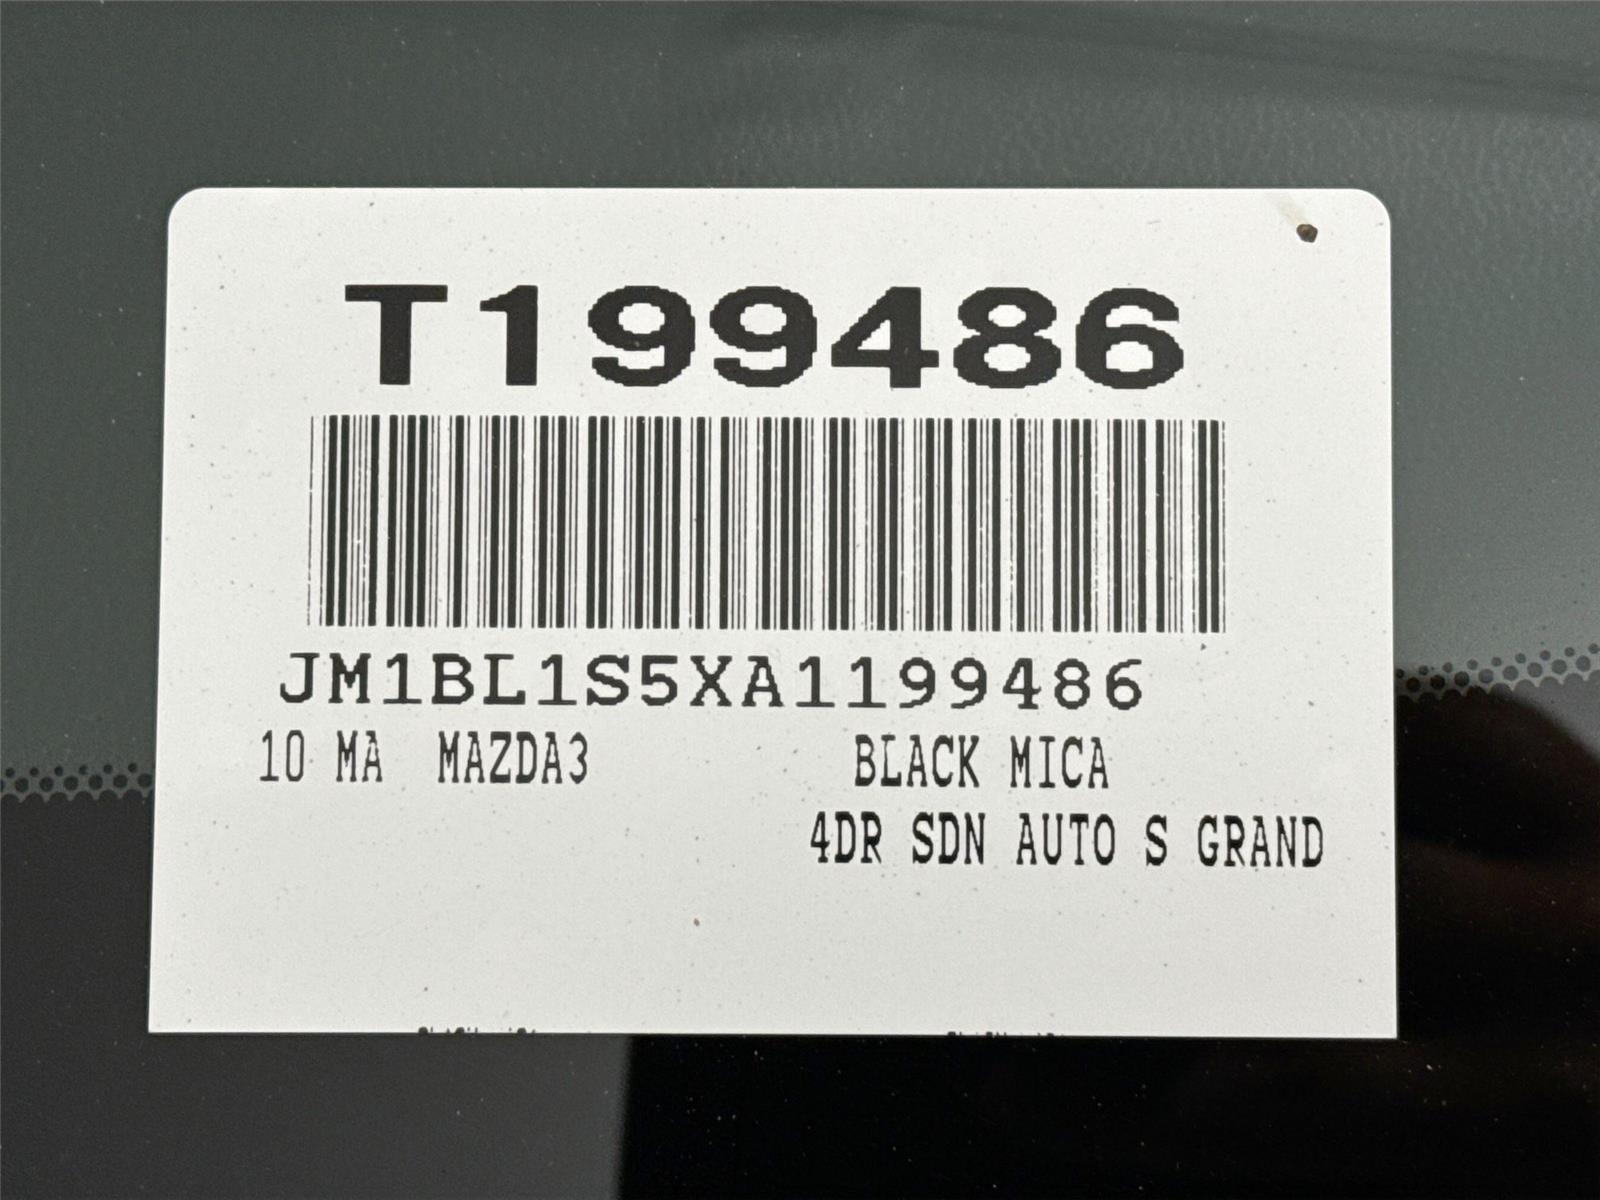 T199486
JM1BL1S5XA1199486
10 MA MAZDA3 BLACK MICA
4DR SDN AUTO S GRAND